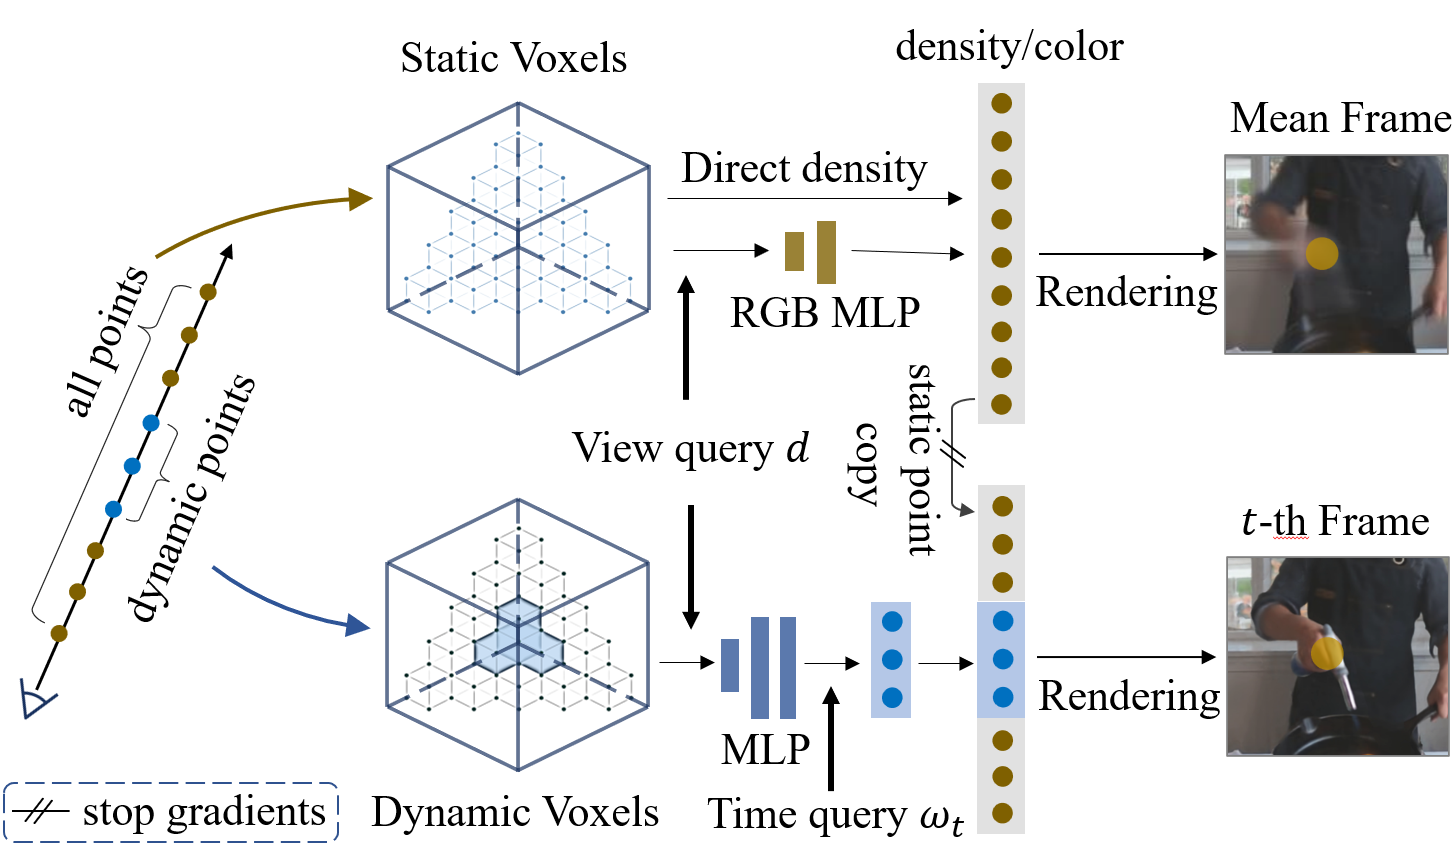 Static Voxels
density/color
Mean Frame
Direct density
RGB MLP
Rendering
all points
dynamic points
View query d
static point
copy
t-th Frame
MLP
Rendering
Time query ω_t
Dynamic Voxels
stop gradients